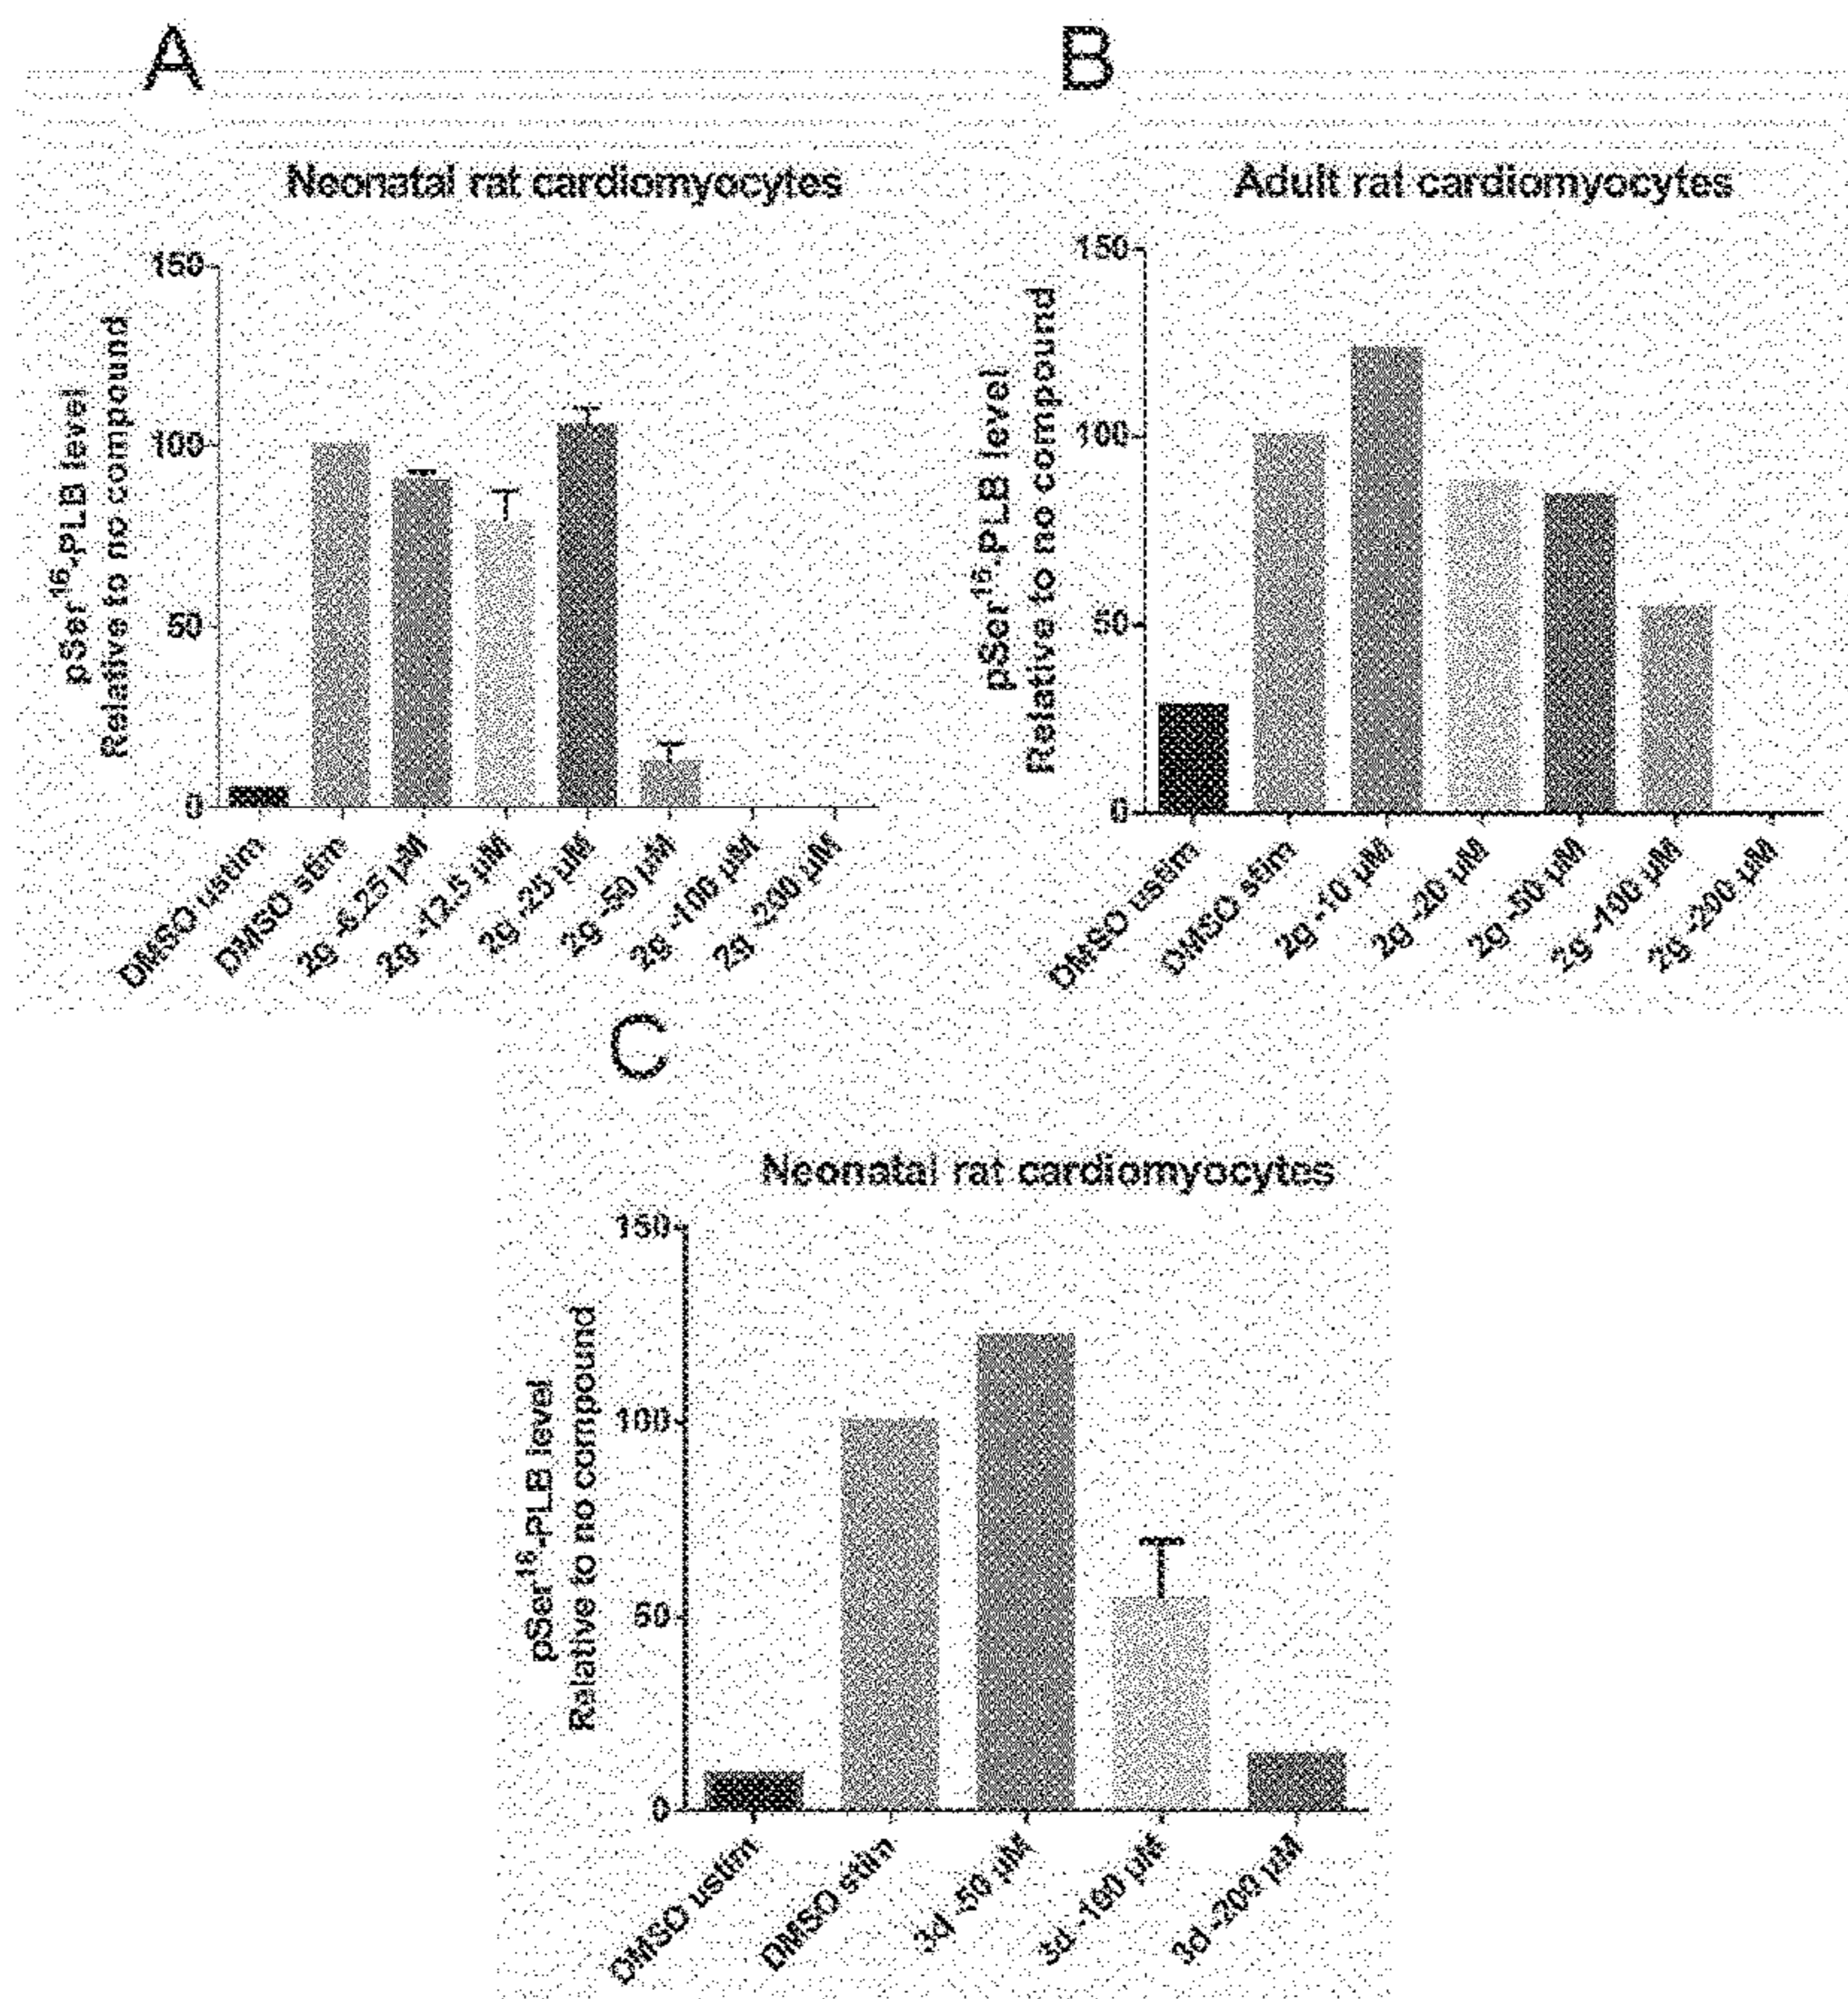 A
Neonatal rat cardiomyocytes
pSer¹⁶-PLB level
Relative to no compound
150
100
50
0
DMSO ustim
DMSO stim
2g -6.25 µM
2g -12.5 µM
2g -25 µM
2g -50 µM
2g -100 µM
2g -200 µM
B
Adult rat cardiomyocytes
pSer¹⁶-PLB level
Relative to no compound
150
100
50
0
DMSO ustim
DMSO stim
2g -10 µM
2g -20 µM
2g -50 µM
2g -100 µM
2g -200 µM
C
Neonatal rat cardiomyocytes
pSer¹⁶-PLB level
Relative to no compound
150
100
50
0
DMSO ustim
DMSO stim
3d -50 µM
3d -100 µM
3d -200 µM